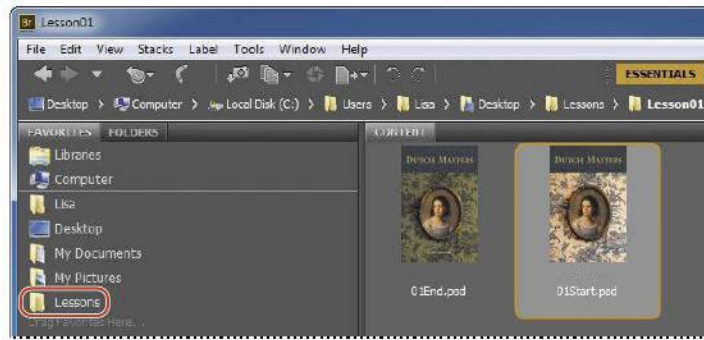 Br Lesson01
File Edit View Stacks Label Tools Window Help
ESSENTIALS
Desktop > Computer > Local Disk (C:) > Users > Lisa > Desktop > Lessons > Lesson01
FAVORITES FOLDERS
Libraries
Computer
Lisa
Desktop
My Documents
My Pictures
Lessons
Drag Favorites Here...
CONTENT
DUTCH MASTERS DUTCH MASTERS
01End.psd 01Start.psd